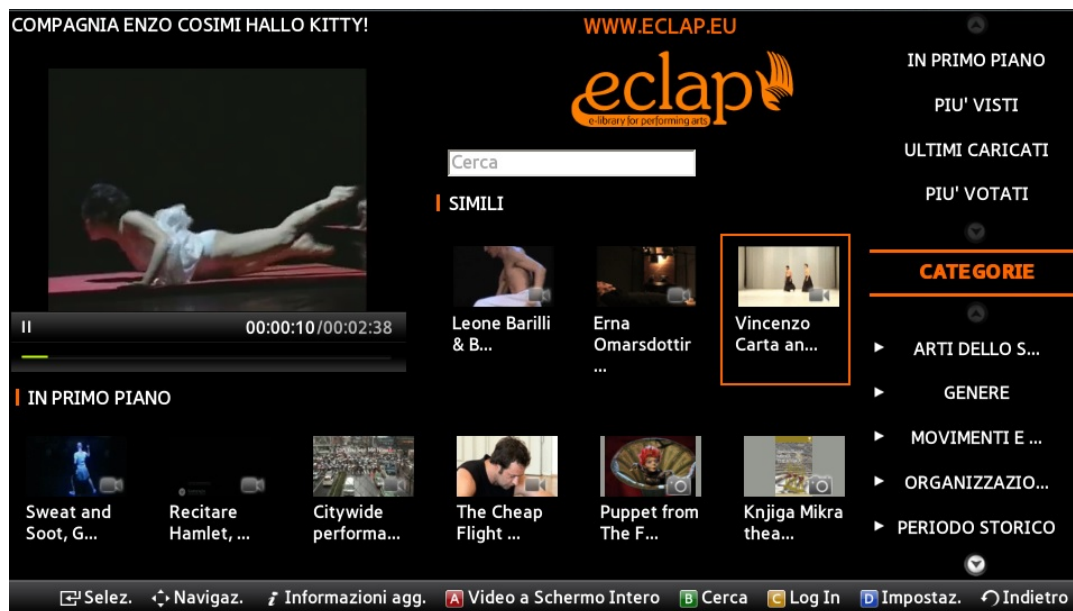 COMPAGNIA ENZO COSIMI HALLO KITTY!
WWW.ECLAP.EU
eclap
e-library for performing arts
Cerca
SIMILI
Leone Barilli
& B...
Erna
Omarsdottir
...
Vincenzo
Carta an...
00:00:10/00:02:38
IN PRIMO PIANO
Sweat and
Soot, G...
Recitare
Hamlet, ...
Citywide
performa...
The Cheap
Flight ...
Puppet from
The F...
Knjiga Mikra
thea...
IN PRIMO PIANO
PIU' VISTI
ULTIMI CARICATI
PIU' VOTATI
CATEGORIE
ARTI DELLO S...
GENERE
MOVIMENTI E ...
ORGANIZZAZIO...
PERIODO STORICO
Selez. Navigaz. i Informazioni agg. A Video a Schermo Intero B Cerca C Log In D Impostaz. Indietro